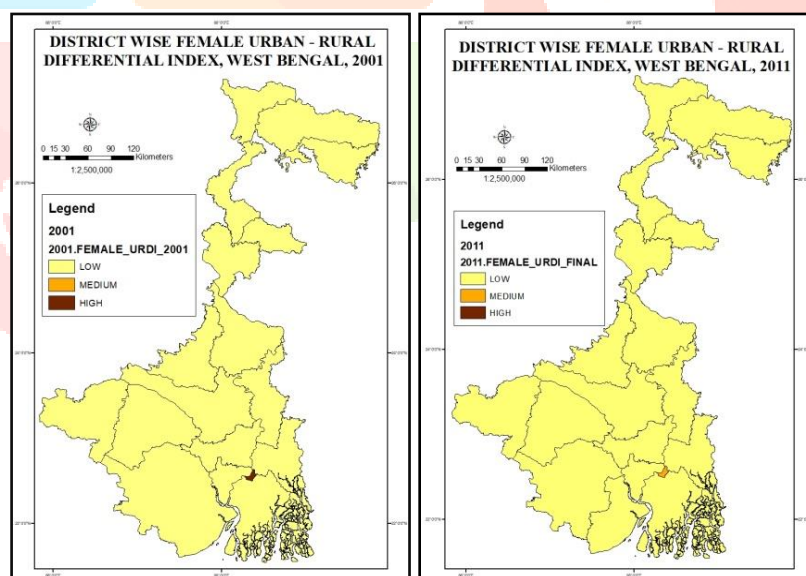 DISTRICT WISE FEMALE URBAN - RURAL
DIFFERENTIAL INDEX, WEST BENGAL, 2001
0 15 30 60 90 120
Kilometers
1:2,500,000
Legend
2001
2001.FEMALE_URDI_2001
LOW
MEDIUM
HIGH
DISTRICT WISE FEMALE URBAN - RURAL
DIFFERENTIAL INDEX, WEST BENGAL, 2011
0 15 30 60 90 120
Kilometers
1:2,500,000
Legend
2011
2011.FEMALE_URDI_FINAL
LOW
MEDIUM
HIGH